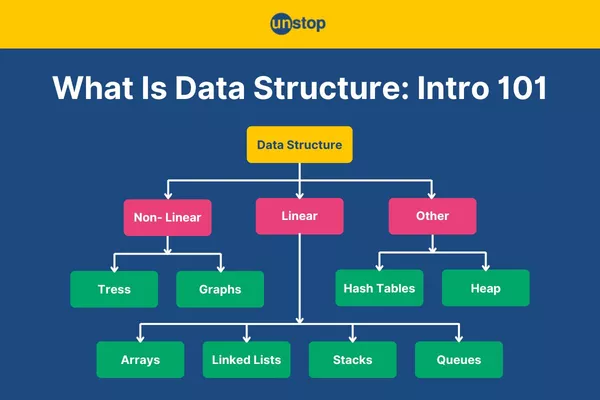 unstop
What Is Data Structure: Intro 101
Data Structure
Non- Linear
Linear
Other
Tress
Graphs
Hash Tables
Heap
Arrays
Linked Lists
Stacks
Queues